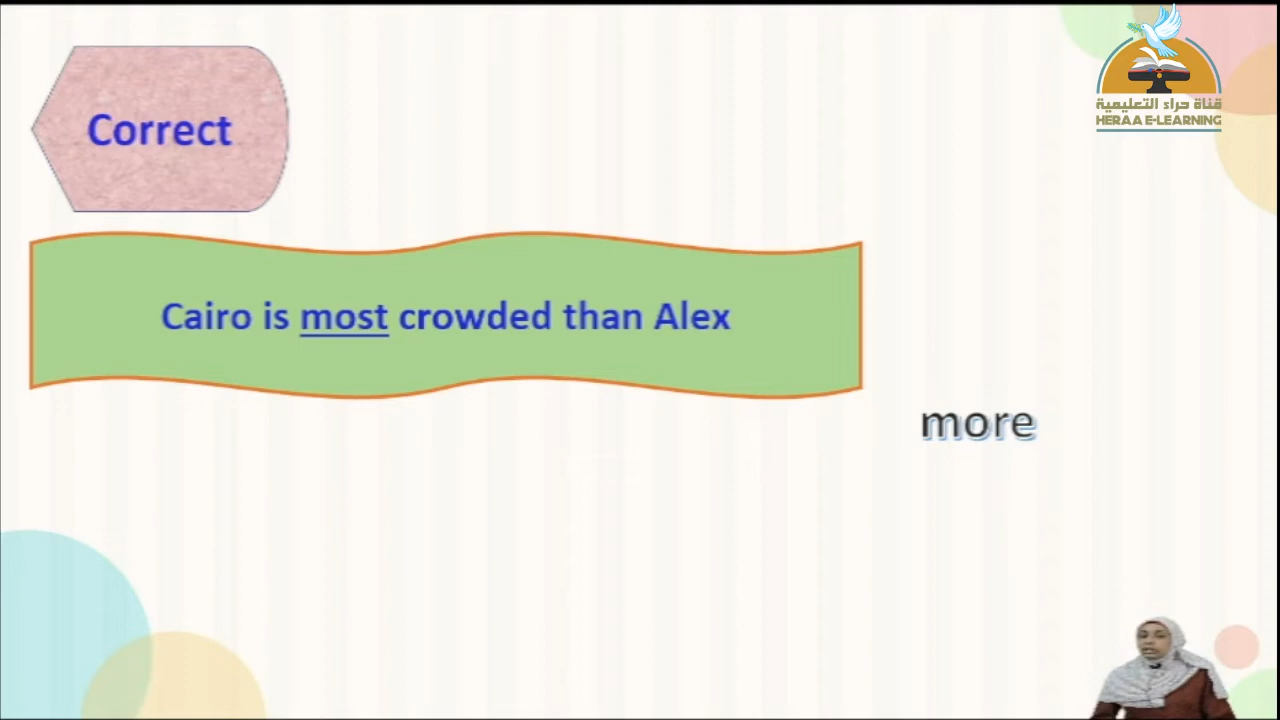 Correct
قناة حراء التعليمية
HERAA E-LEARNING
Cairo is most crowded than Alex
more